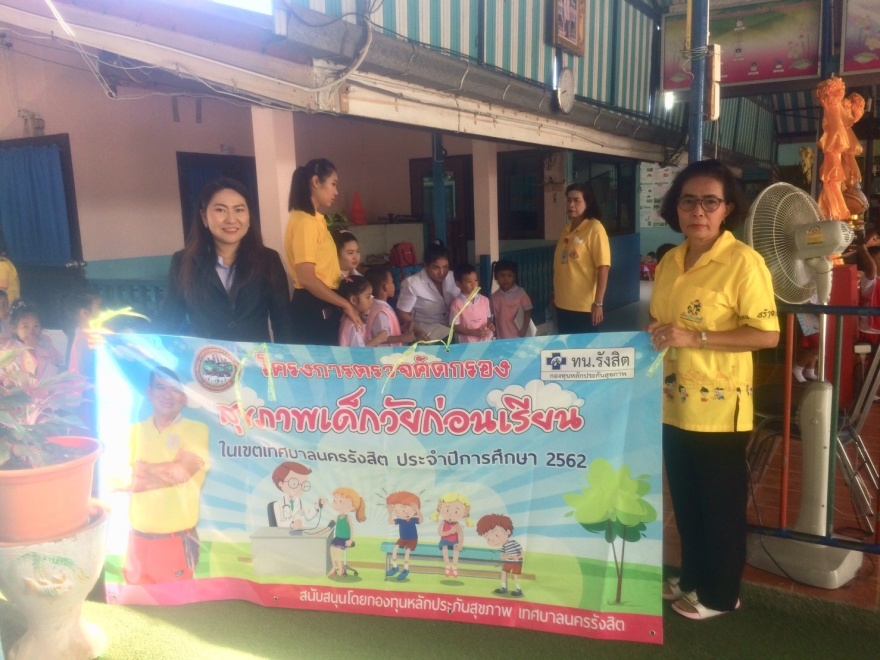 โครงการตรวจคัดกรอง
ทน.รังสิต
กองทุนหลักประกันสุขภาพ
สุขภาพเด็กวัยก่อนเรียน
ในเขตเทศบาลนครรังสิต ประจำปีการศึกษา 2562
สนับสนุนโดยกองทุนหลักประกันสุขภาพ เทศบาลนครรังสิต